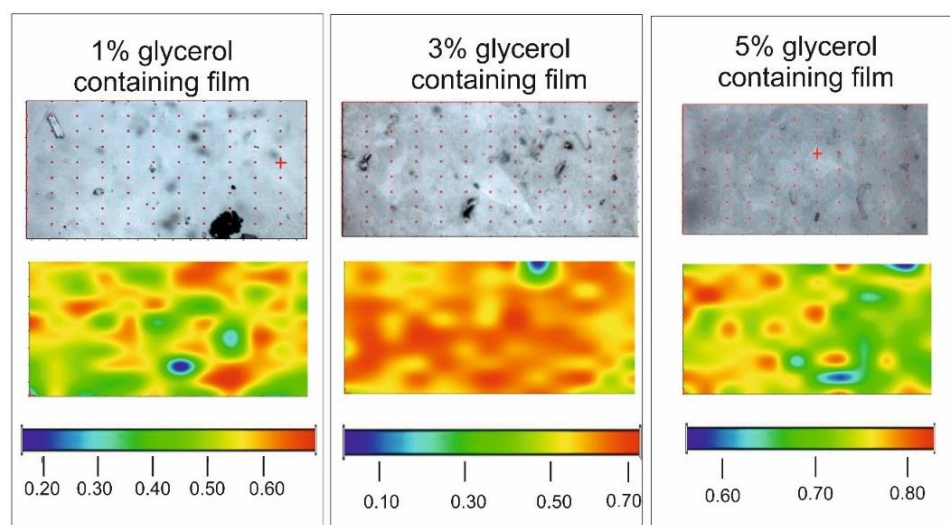 1% glycerol
containing film
3% glycerol
containing film
5% glycerol
containing film
0.20 0.30 0.40 0.50 0.60
0.10 0.30 0.50 0.70
0.60 0.70 0.80